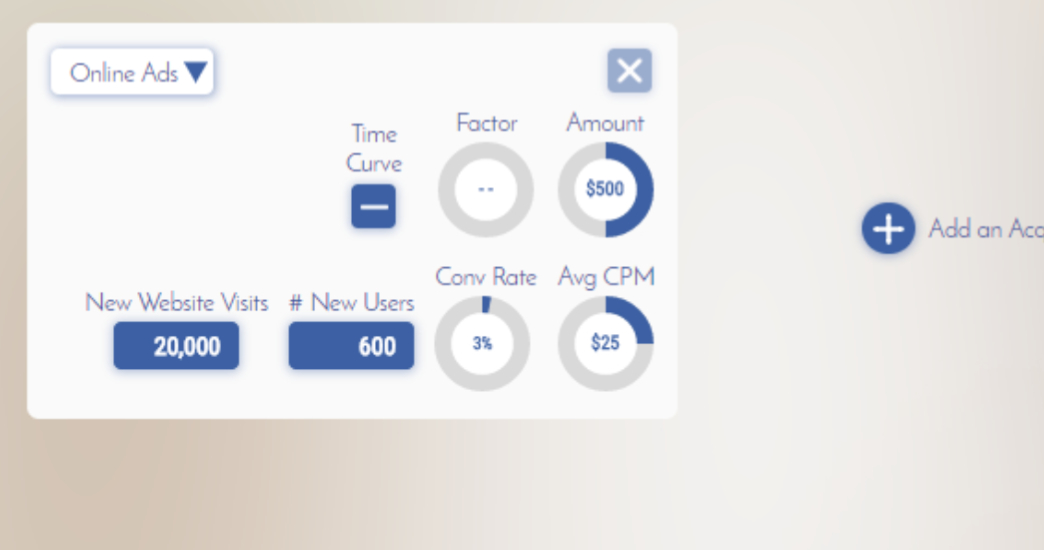 Online Ads
Time
Curve
Factor
--
Amount
$500
New Website Visits
20,000
# New Users
600
Conv Rate
3%
Avg CPM
$25
Add an